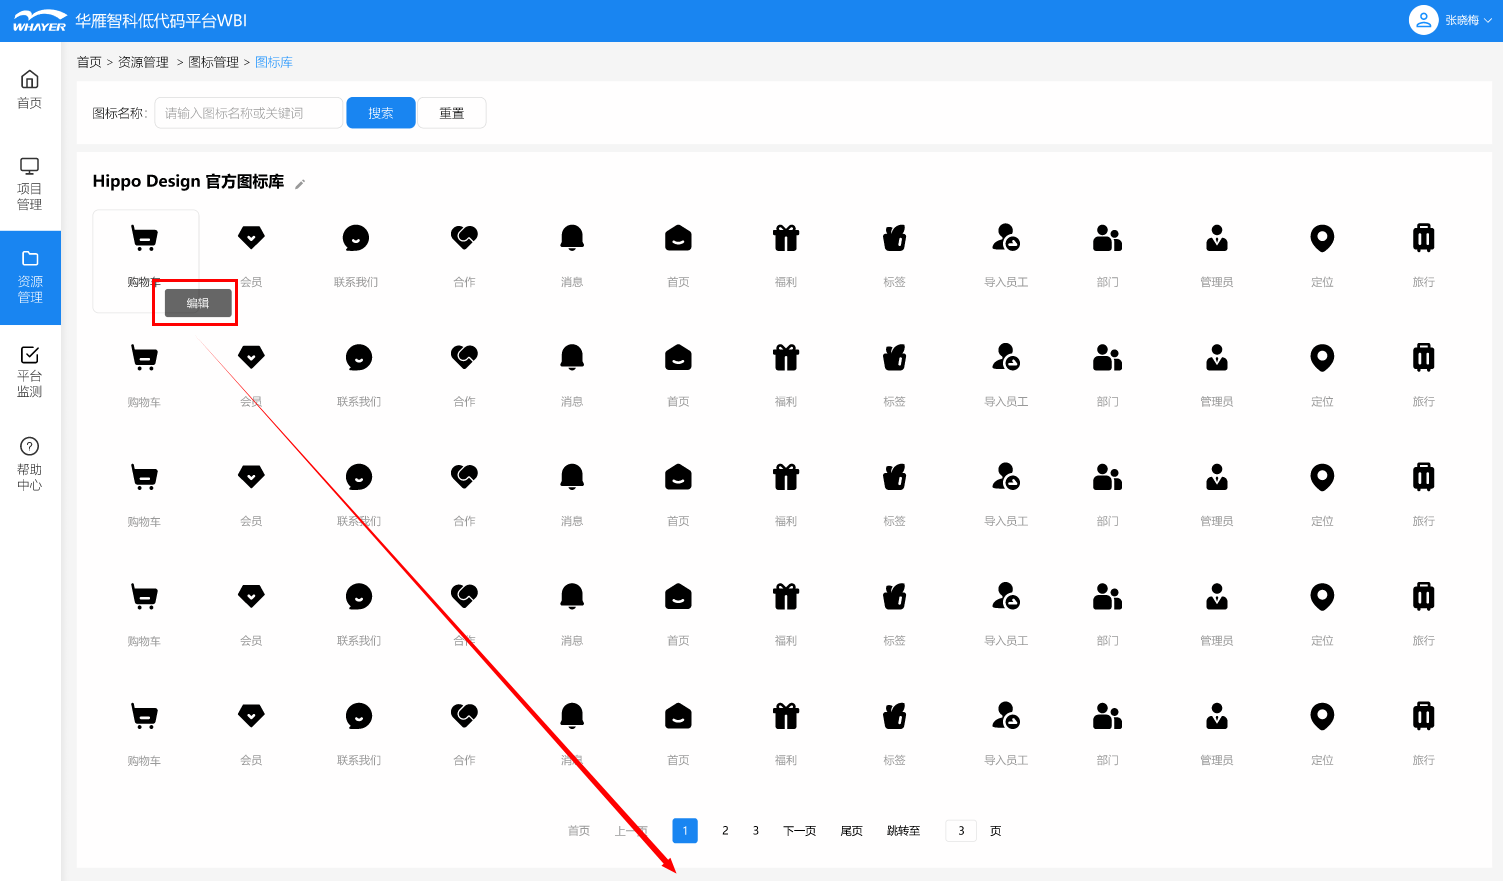 WHAYER 华雁智科低代码平台WBI
张晓梅
首页 > 资源管理 > 图标管理 > 图标库
首页
项目
管理
资源
管理
平台
监测
帮助
中心
图标名称: 请输入图标名称或关键词 搜索 重置
Hippo Design 官方图标库
购物车 会员 联系我们 合作 消息 首页 福利 标签 导入员工 部门 管理员 定位 旅行
编辑
购物车 会员 联系我们 合作 消息 首页 福利 标签 导入员工 部门 管理员 定位 旅行
购物车 会员 联系我们 合作 消息 首页 福利 标签 导入员工 部门 管理员 定位 旅行
购物车 会员 联系我们 合作 消息 首页 福利 标签 导入员工 部门 管理员 定位 旅行
购物车 会员 联系我们 合作 消息 首页 福利 标签 导入员工 部门 管理员 定位 旅行
首页 上一页 1 2 3 下一页 尾页 跳转至 3 页